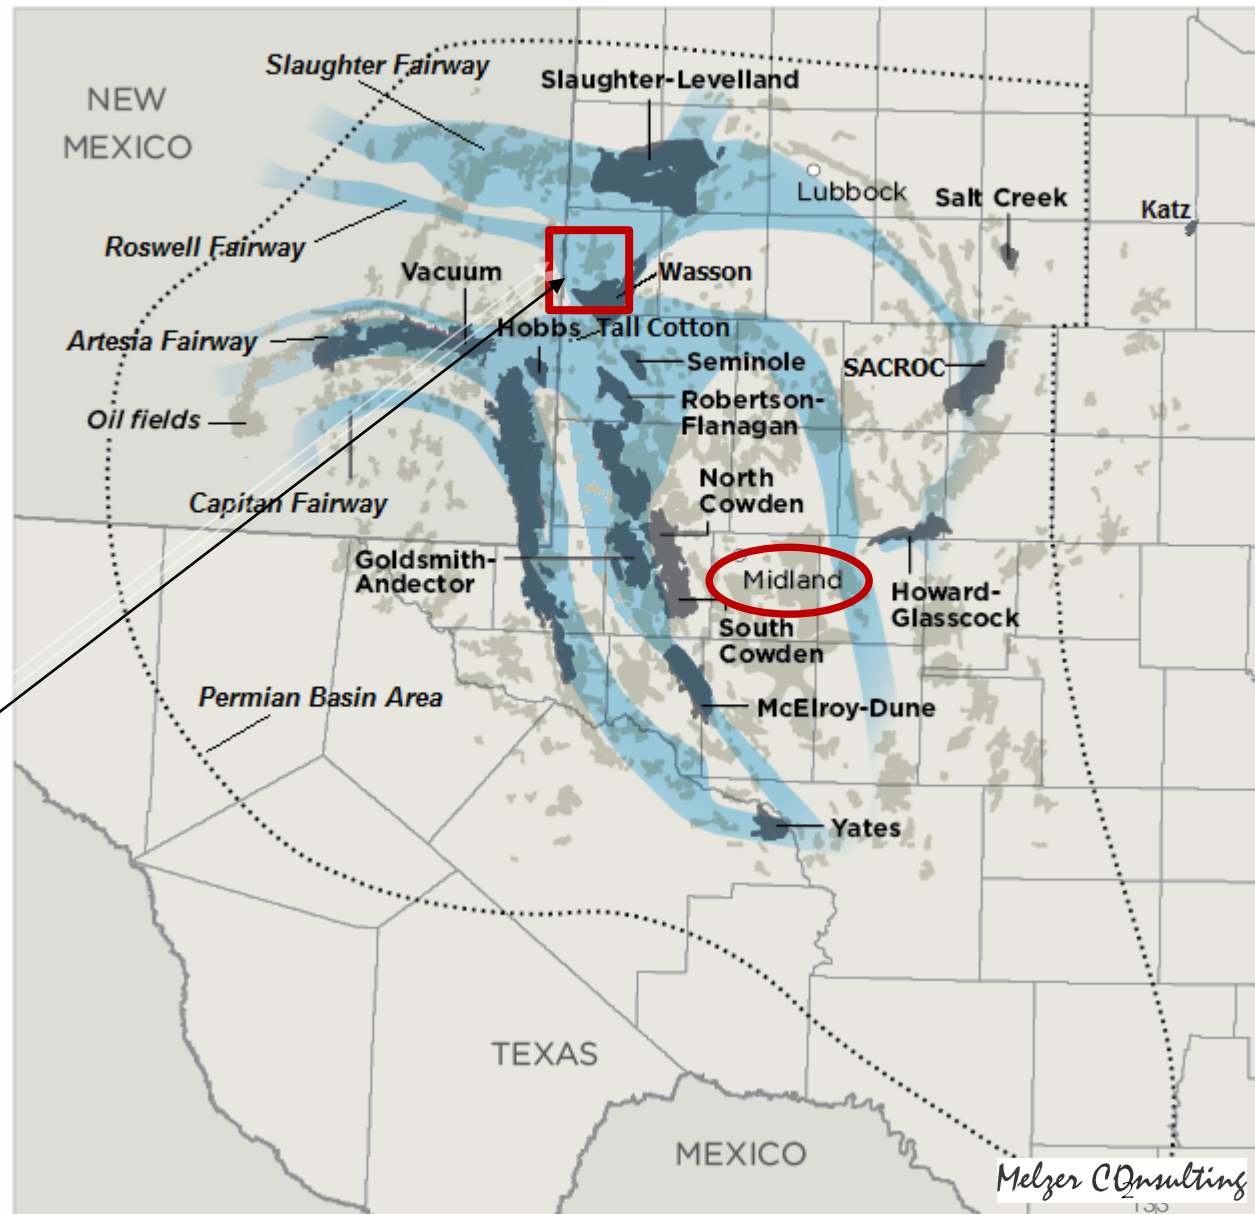 Slaughter Fairway
Slaughter-Levelland
NEW
MEXICO
Lubbock
Salt Creek
Katz
Roswell Fairway
Vacuum
Wasson
Hobbs
Tall Cotton
Artesia Fairway
Seminole
SACROC
Robertson-
Flanagan
Oil fields
North
Cowden
Capitan Fairway
Goldsmith-
Andector
Midland
Howard-
Glasscock
South
Cowden
Permian Basin Area
McElroy-Dune
Yates
TEXAS
MEXICO
Melzer CO2nsulting
133